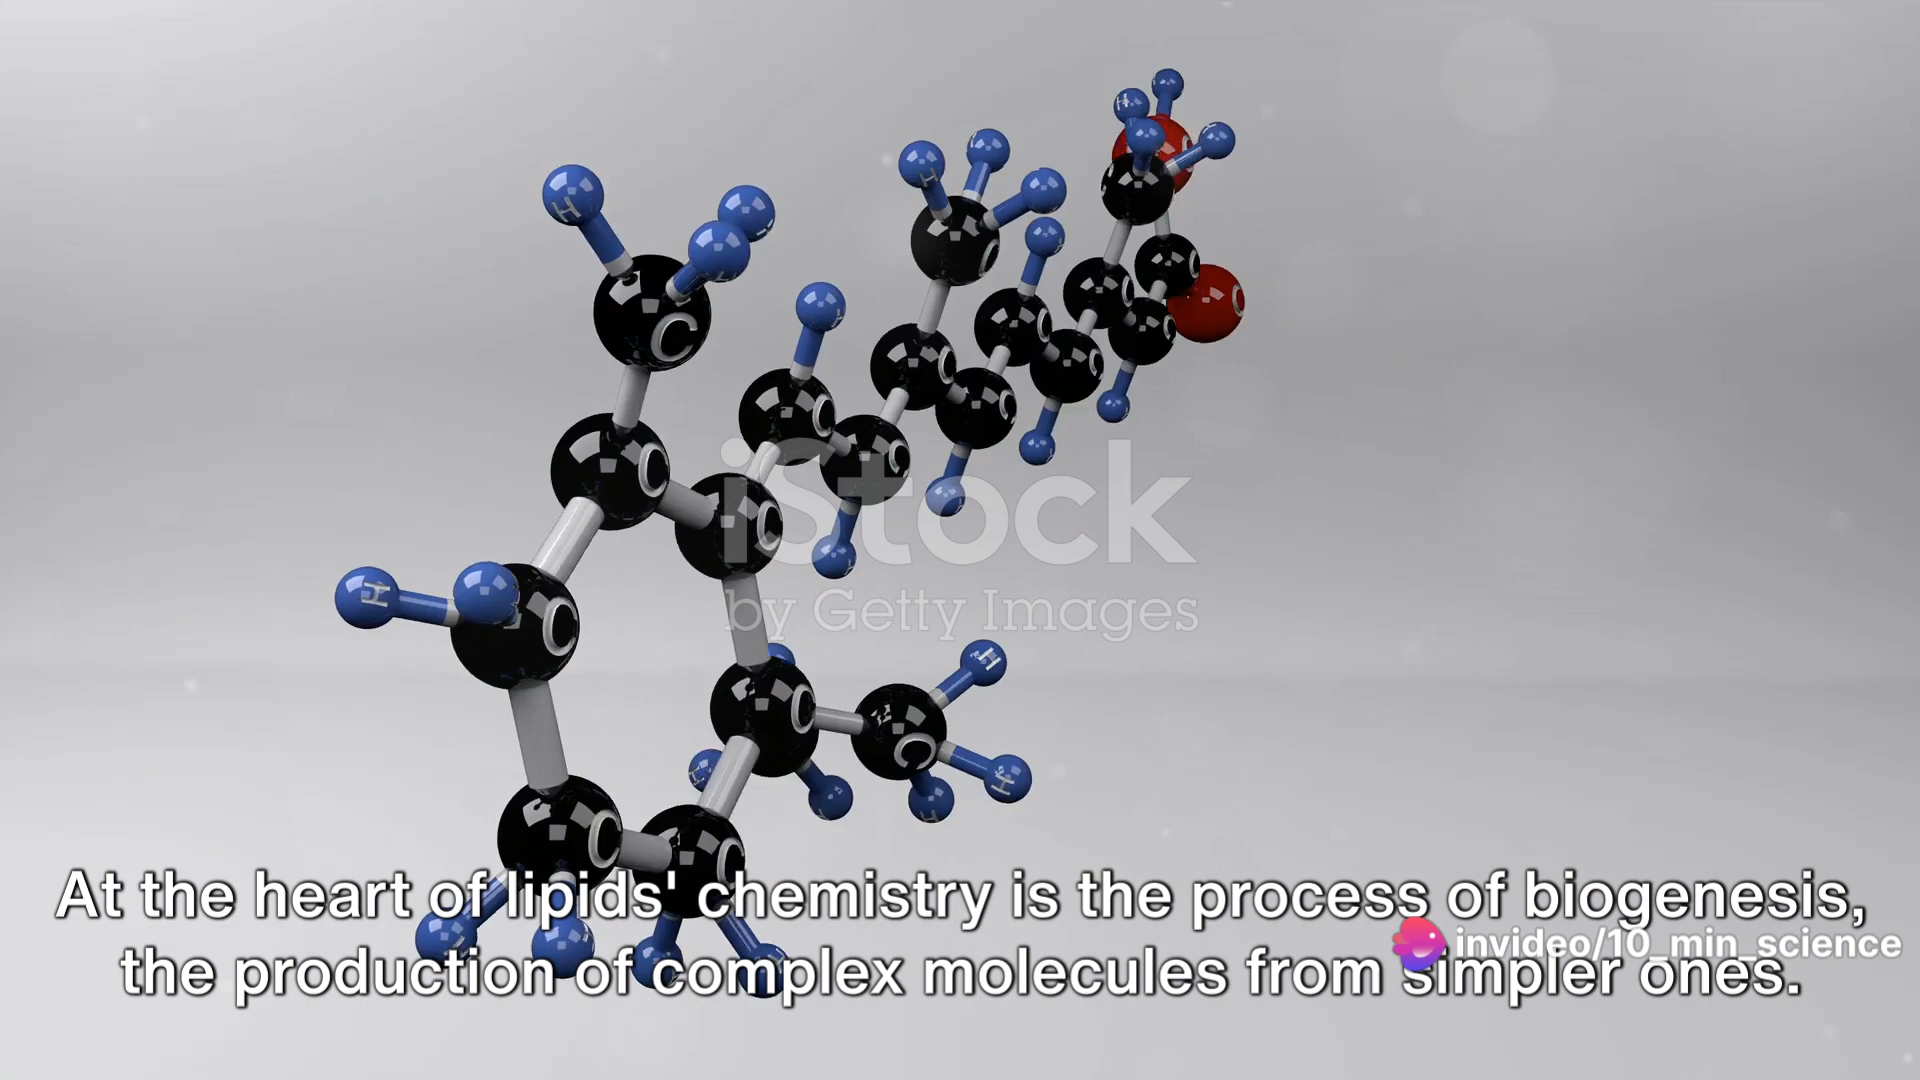 iStock
by Getty Images
At the heart of lipids' chemistry is the process of biogenesis,
the production of complex molecules from simpler ones.
invideo/10_min_science